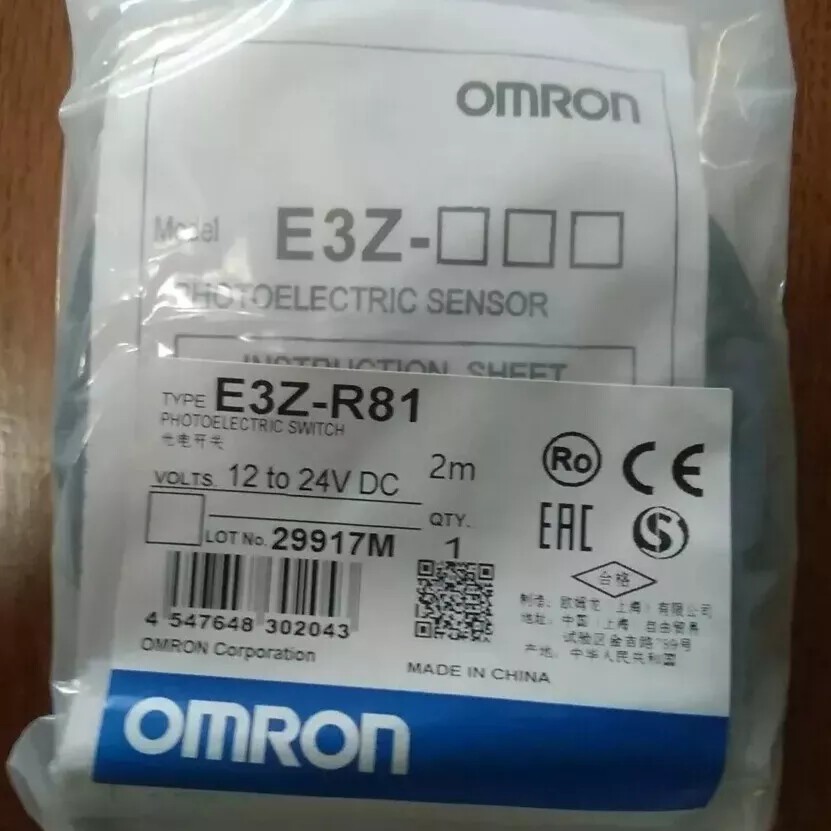 OMRON
Model E3Z-□□□
PHOTOELECTRIC SENSOR
INSTRUCTION SHEET
TYPE E3Z-R81
PHOTOELECTRIC SWITCH
光电开关
VOLTS. 12 to 24V DC
2m
Ro CE
EAC S
LOT No. 29917M
QTY.
1
合格
4 547648 302043
OMRON Corporation
MADE IN CHINA
制造: 欧姆龙（上海）有限公司
地址: 中国（上海）自由贸易
试验区金吉路789号
产地: 中华人民共和国
OMRON